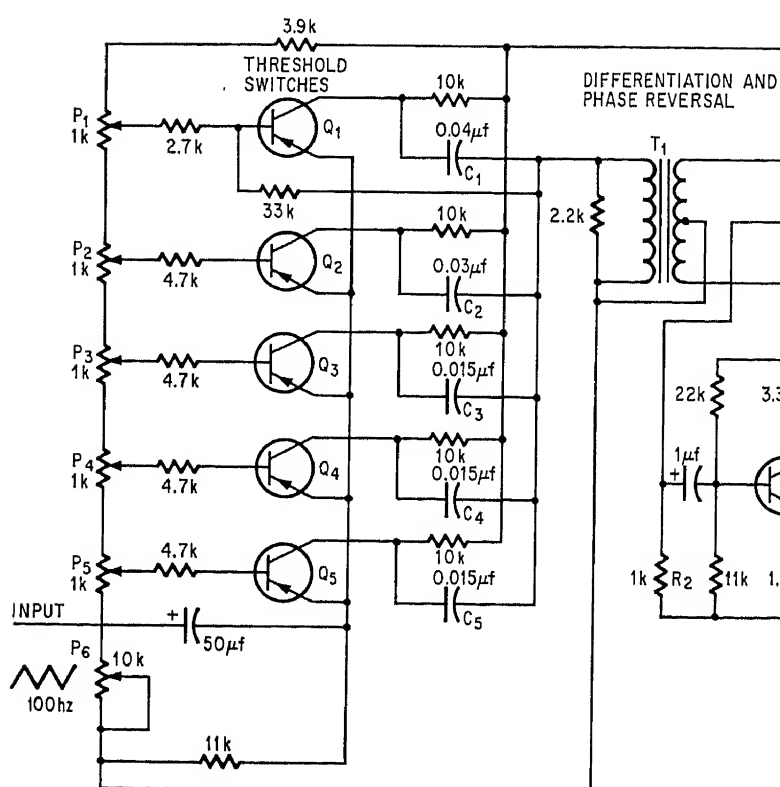 3.9k
THRESHOLD
SWITCHES
10k
DIFFERENTIATION AND
PHASE REVERSAL
P1
1k
2.7k
Q1
0.04µf
C1
T1
33k
10k
2.2k
P2
1k
4.7k
Q2
0.03µf
C2
P3
1k
4.7k
Q3
10k
0.015µf
C3
22k
3.3
P4
1k
4.7k
Q4
10k
0.015µf
C4
+
1µf
P5
1k
4.7k
Q5
10k
0.015µf
C5
1k
R2
11k
1.
INPUT
+
50µf
P6
10k
100hz
11k